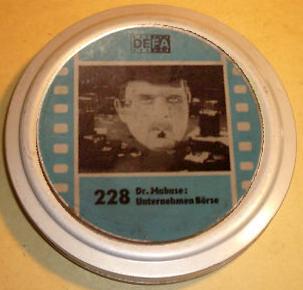 DEFA
228 Dr. Mabuse:
Unternehmen Börse